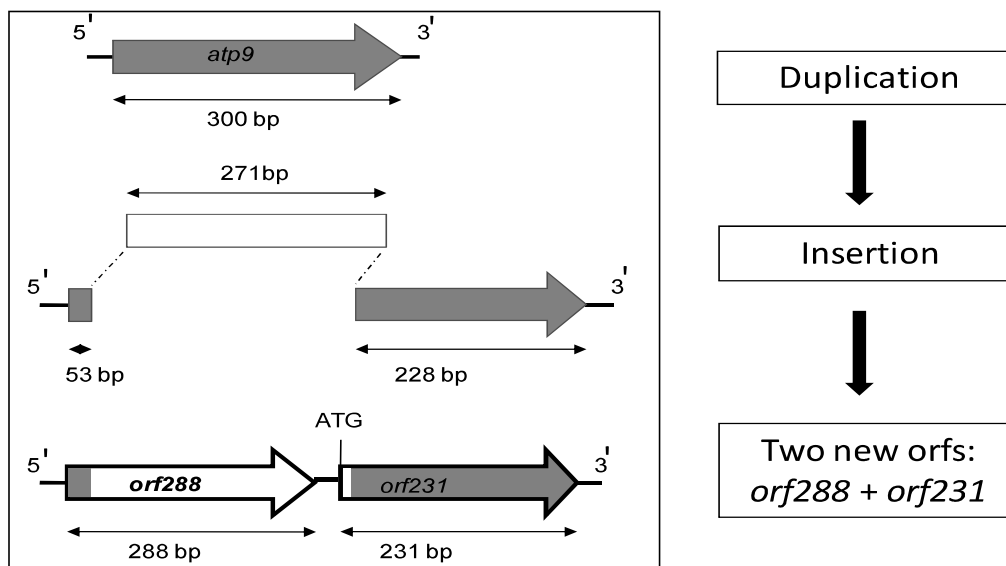 5' 3'
atp9
300 bp
271bp
5' 3'
53 bp 228 bp
ATG
5' 3'
orf288 orf231
288 bp 231 bp
Duplication
Insertion
Two new orfs:
orf288 + orf231